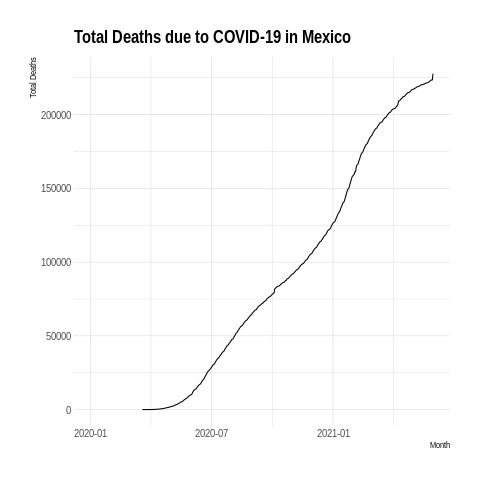 Total Deaths due to COVID-19 in Mexico
Total Deaths
200000
150000
100000
50000
0
2020-01 2020-07 2021-01
Month